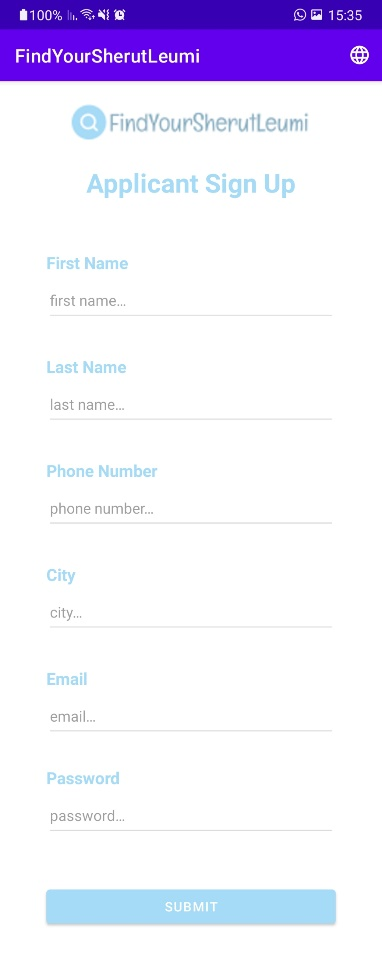 100% 15:35
FindYourSherutLeumi
FindYourSherutLeumi
Applicant Sign Up
First Name
first name...
Last Name
last name...
Phone Number
phone number...
City
city...
Email
email...
Password
password...
SUBMIT